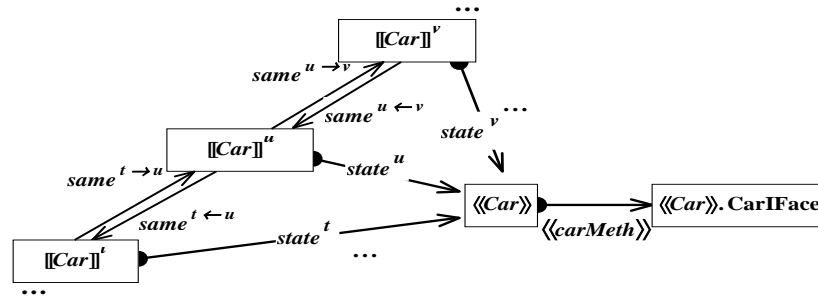 ...
⟦Car⟧ᵛ
same ᵘ → ᵛ
same ᵘ ← ᵛ
state ᵛ ...
⟦Car⟧ᵘ
state ᵘ
same ᵗ → ᵘ
same ᵗ ← ᵘ
⟪Car⟫
⟪Car⟫. CarIFace
⟪carMeth⟫
state ᵗ
⟦Car⟧ᵗ
...
...